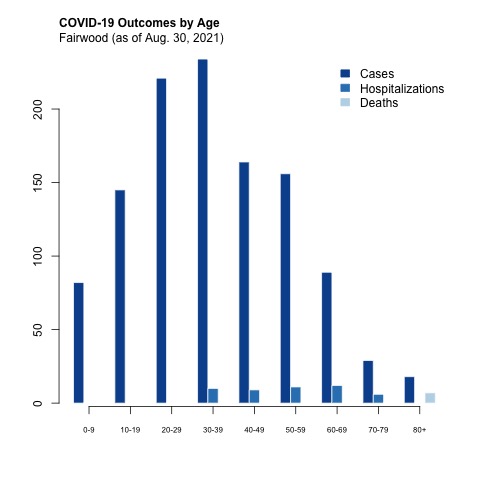 COVID-19 Outcomes by Age
Fairwood (as of Aug. 30, 2021)
Cases
Hospitalizations
Deaths
200
150
100
50
0
0-9 10-19 20-29 30-39 40-49 50-59 60-69 70-79 80+